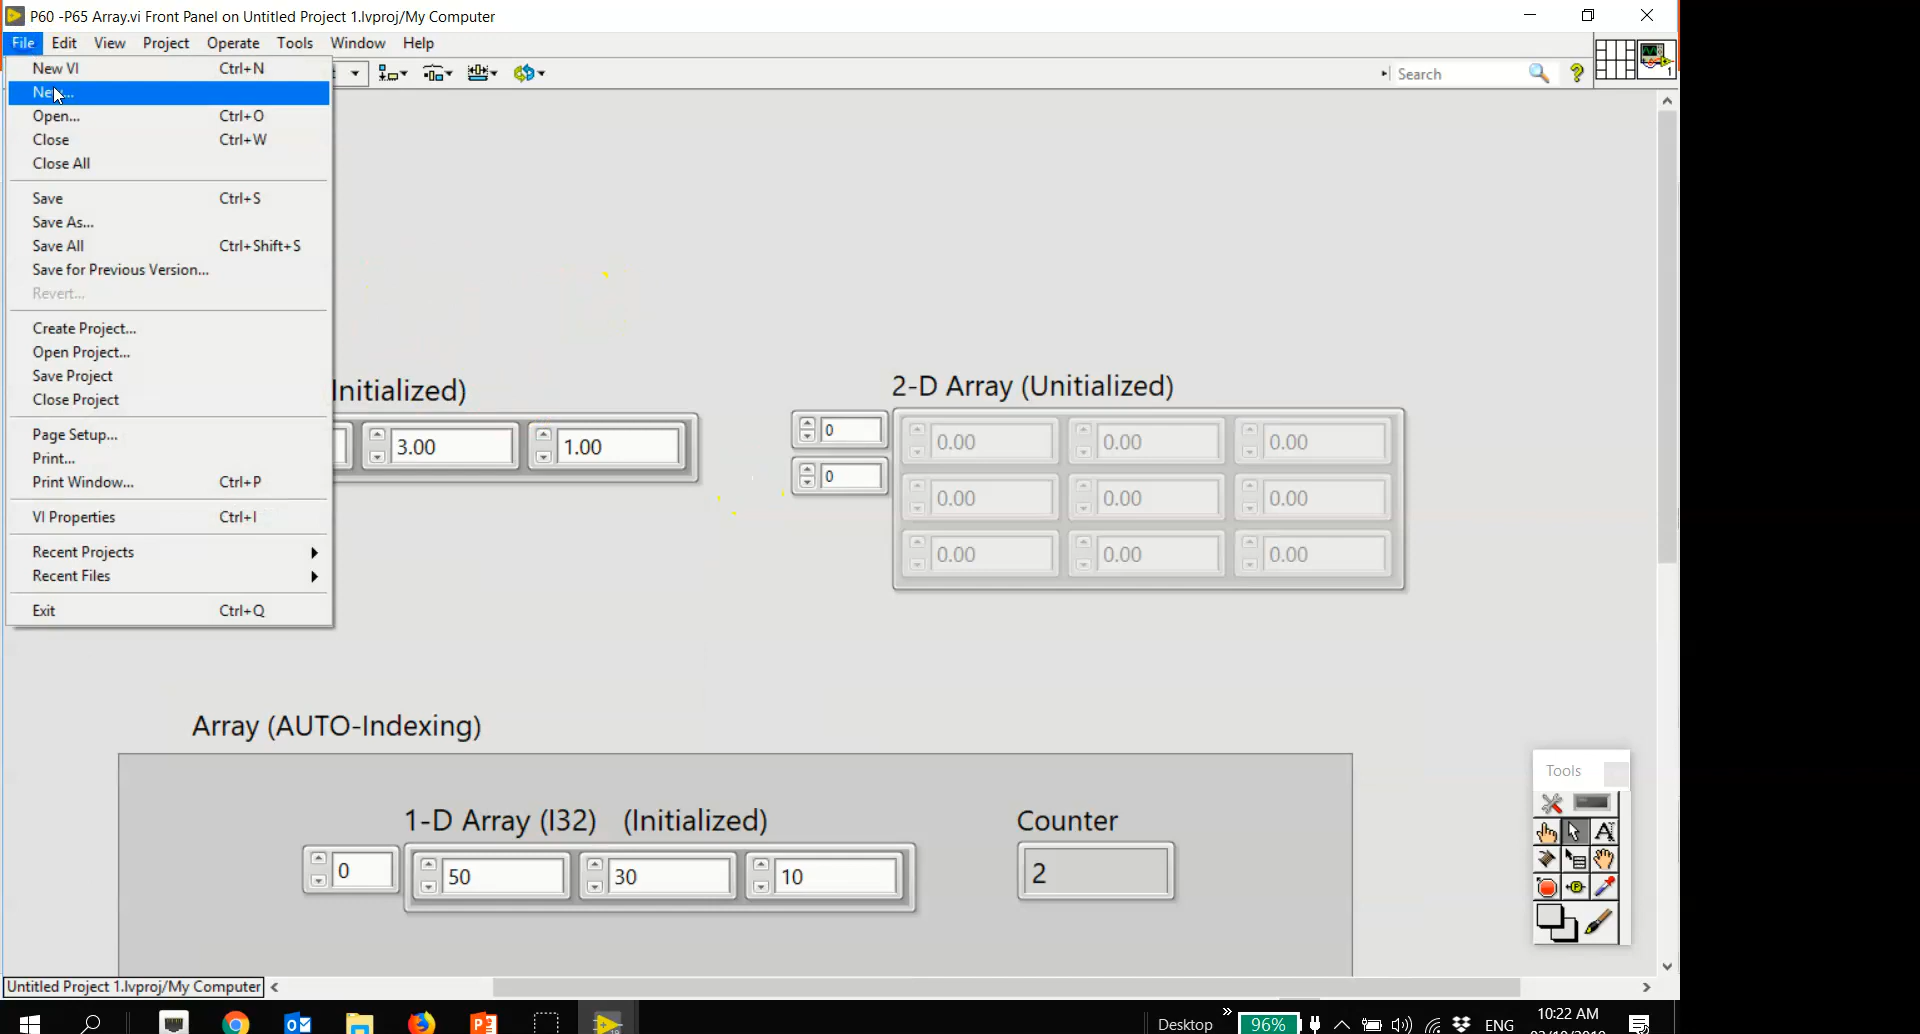 P60 -P65 Array.vi Front Panel on Untitled Project 1.lvproj/My Computer
File Edit View Project Operate Tools Window Help
Search
New VI Ctrl+N
New...
Open... Ctrl+O
Close Ctrl+W
Close All
Save Ctrl+S
Save As...
Save All Ctrl+Shift+S
Save for Previous Version...
Revert...
Create Project...
Open Project...
Save Project
Close Project
Page Setup...
Print...
Print Window... Ctrl+P
VI Properties Ctrl+I
Recent Projects
Recent Files
Exit Ctrl+Q
Initialized)
3.00 1.00
2-D Array (Unitialized)
0 0.00 0.00 0.00
0 0.00 0.00 0.00
0.00 0.00 0.00
Array (AUTO-Indexing)
1-D Array (I32) (Initialized)
0 50 30 10
Counter
2
Tools
Untitled Project 1.lvproj/My Computer
Desktop 96% ENG 10:22 AM